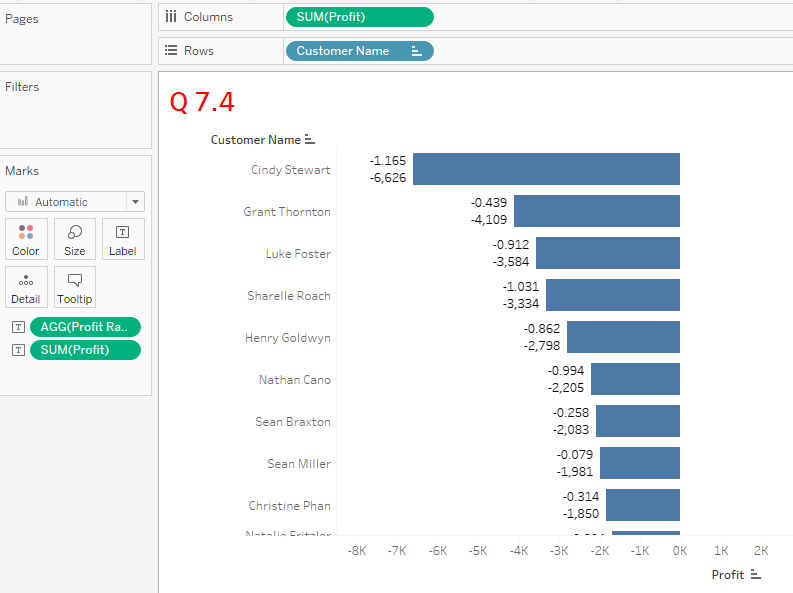 Pages
Columns
SUM(Profit)
Rows
Customer Name
Filters
Q 7.4
Customer Name
Marks
Automatic
Color
Size
Label
Detail
Tooltip
AGG(Profit Ra..
SUM(Profit)
Cindy Stewart
-1.165
-6,626
Grant Thornton
-0.439
-4,109
Luke Foster
-0.912
-3,584
Sharelle Roach
-1.031
-3,334
Henry Goldwyn
-0.862
-2,798
Nathan Cano
-0.994
-2,205
Sean Braxton
-0.258
-2,083
Sean Miller
-0.079
-1,981
Christine Phan
-0.314
-1,850
Natalie Fritzler
-8K -7K -6K -5K -4K -3K -2K -1K 0K 1K 2K
Profit